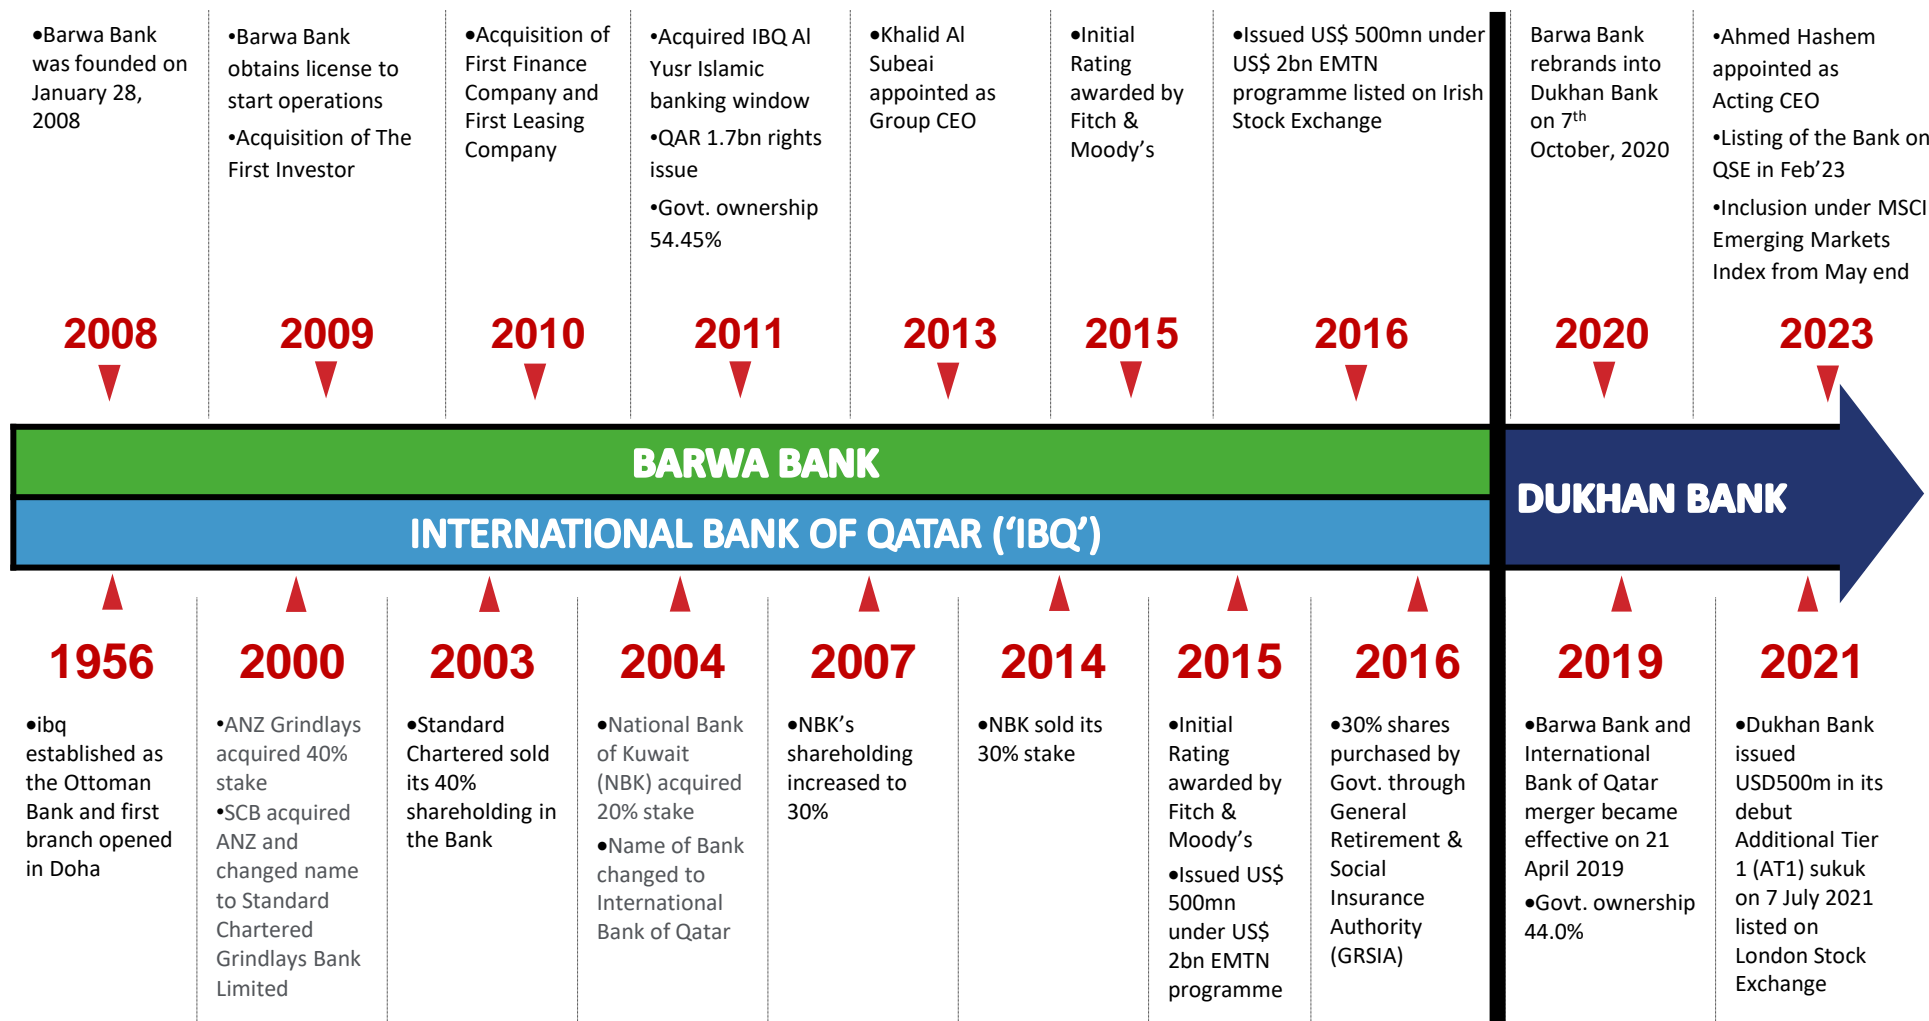 •Barwa Bank
was founded on
January 28,
2008
•Barwa Bank
obtains license to
start operations
•Acquisition of The
First Investor
•Acquisition of
First Finance
Company and
First Leasing
Company
•Acquired IBQ Al
Yusr Islamic
banking window
•QAR 1.7bn rights
issue
•Govt. ownership
54.45%
•Khalid Al
Subeai
appointed as
Group CEO
•Initial
Rating
awarded by
Fitch &
Moody’s
•Issued US$ 500mn under
US$ 2bn EMTN
programme listed on Irish
Stock Exchange
Barwa Bank
rebrands into
Dukhan Bank
on 7th
October, 2020
•Ahmed Hashem
appointed as
Acting CEO
•Listing of the Bank on
QSE in Feb’23
•Inclusion under MSCI
Emerging Markets
Index from May end
2008
2009
2010
2011
2013
2015
2016
2020
2023
BARWA BANK
INTERNATIONAL BANK OF QATAR (‘IBQ’)
DUKHAN BANK
1956
2000
2003
2004
2007
2014
2015
2016
2019
2021
•ibq
established as
the Ottoman
Bank and first
branch opened
in Doha
•ANZ Grindlays
acquired 40%
stake
•SCB acquired
ANZ and
changed name
to Standard
Chartered
Grindlays Bank
Limited
•Standard
Chartered sold
its 40%
shareholding in
the Bank
•National Bank
of Kuwait
(NBK) acquired
20% stake
•Name of Bank
changed to
International
Bank of Qatar
•NBK’s
shareholding
increased to
30%
•NBK sold its
30% stake
•Initial
Rating
awarded by
Fitch &
Moody’s
•Issued US$
500mn
under US$
2bn EMTN
programme
•30% shares
purchased by
Govt. through
General
Retirement &
Social
Insurance
Authority
(GRSIA)
•Barwa Bank and
International
Bank of Qatar
merger became
effective on 21
April 2019
•Govt. ownership
44.0%
•Dukhan Bank
issued
USD500m in its
debut
Additional Tier
1 (AT1) sukuk
on 7 July 2021
listed on
London Stock
Exchange